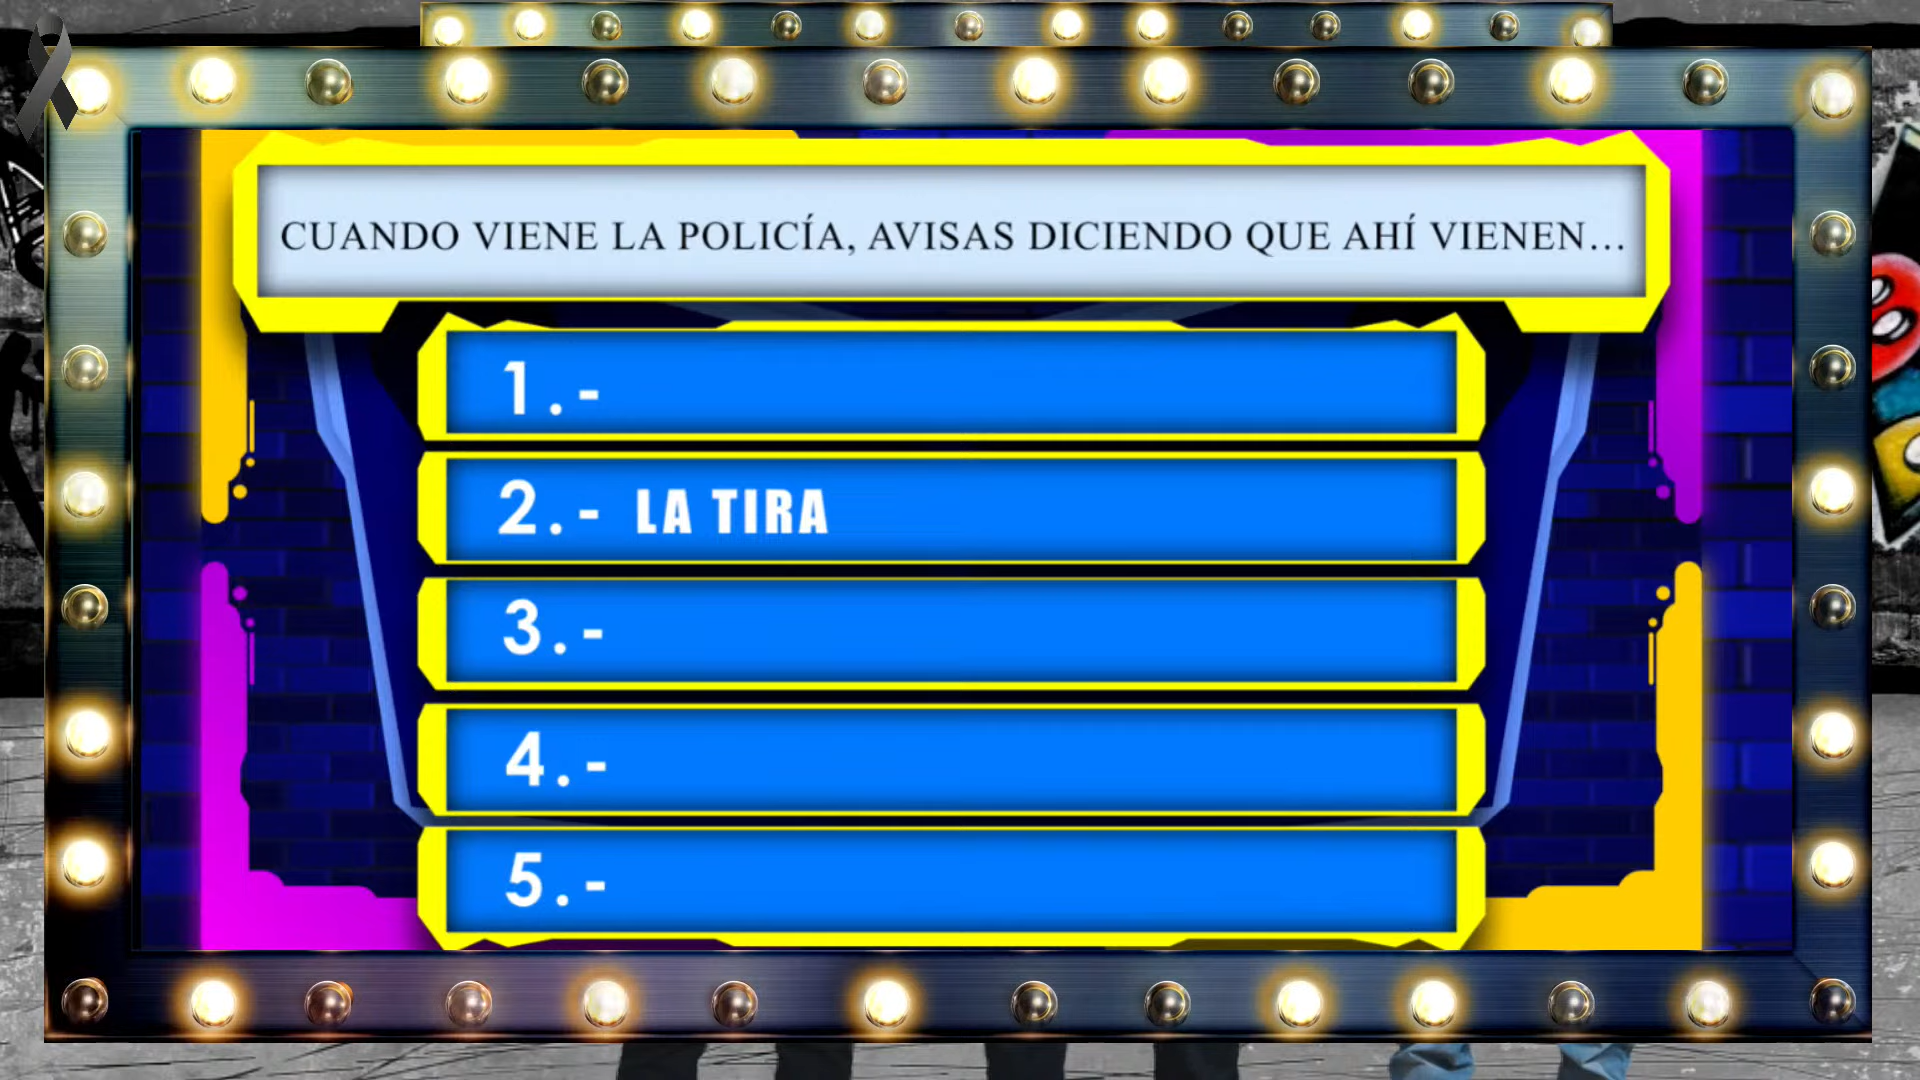 CUANDO VIENE LA POLICÍA, AVISAS DICIENDO QUE AHÍ VIENEN...
1.-
2.- LA TIRA
3.-
4.-
5.-